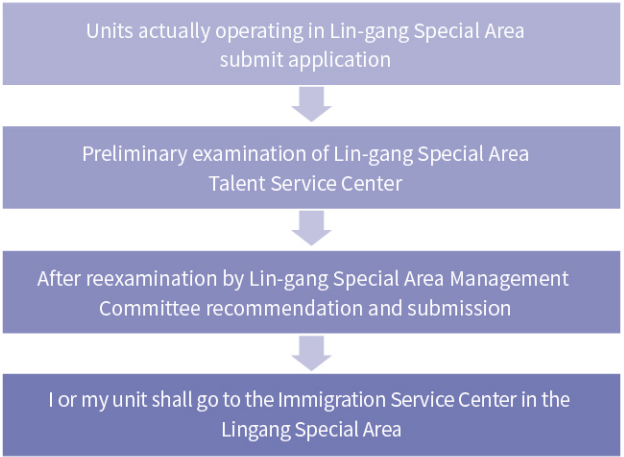 Units actually operating in Lin-gang Special Area
submit application
Preliminary examination of Lin-gang Special Area
Talent Service Center
After reexamination by Lin-gang Special Area Management
Committee recommendation and submission
I or my unit shall go to the Immigration Service Center in the
Lingang Special Area